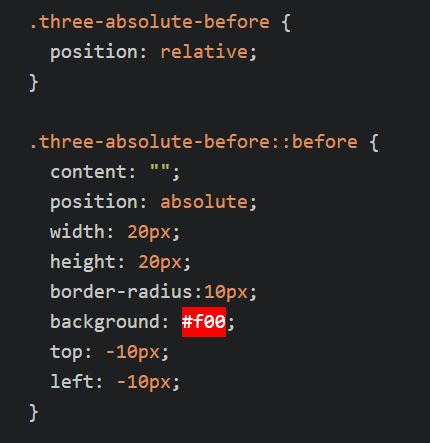 .three-absolute-before {
  position: relative;
}

.three-absolute-before::before {
  content: "";
  position: absolute;
  width: 20px;
  height: 20px;
  border-radius:10px;
  background: #f00;
  top: -10px;
  left: -10px;
}